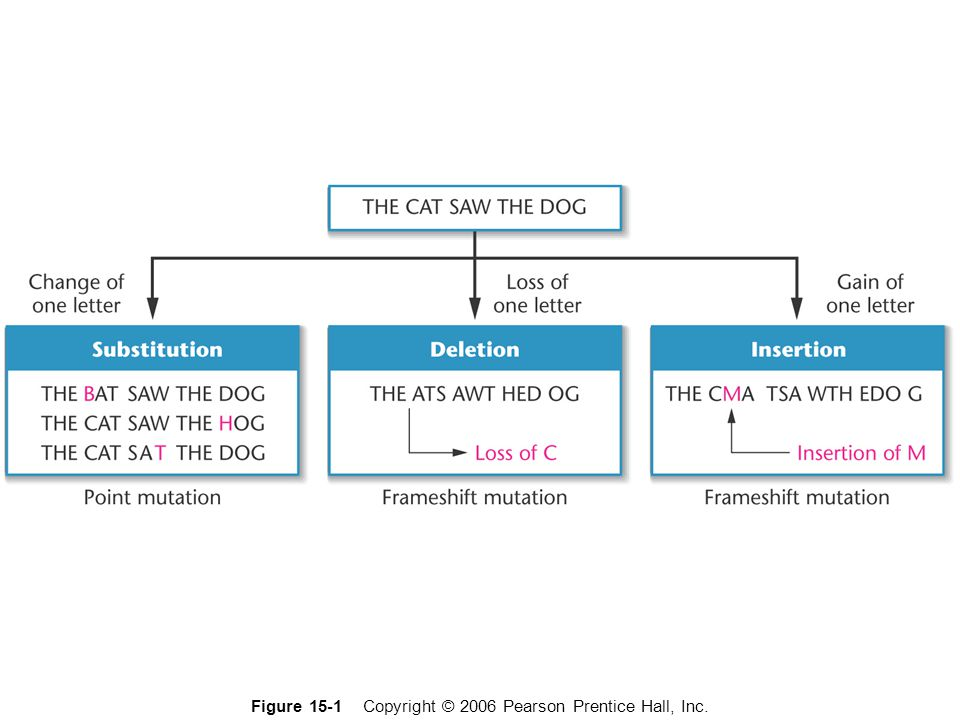 THE CAT SAW THE DOG
Change of
one letter
Loss of
one letter
Gain of
one letter
Substitution
THE BAT SAW THE DOG
THE CAT SAW THE HOG
THE CAT SAT THE DOG
Point mutation
Deletion
THE ATS AWT HED OG
Loss of C
Frameshift mutation
Insertion
THE CMA TSA WTH EDO G
Insertion of M
Frameshift mutation
Figure 15-1 Copyright © 2006 Pearson Prentice Hall, Inc.